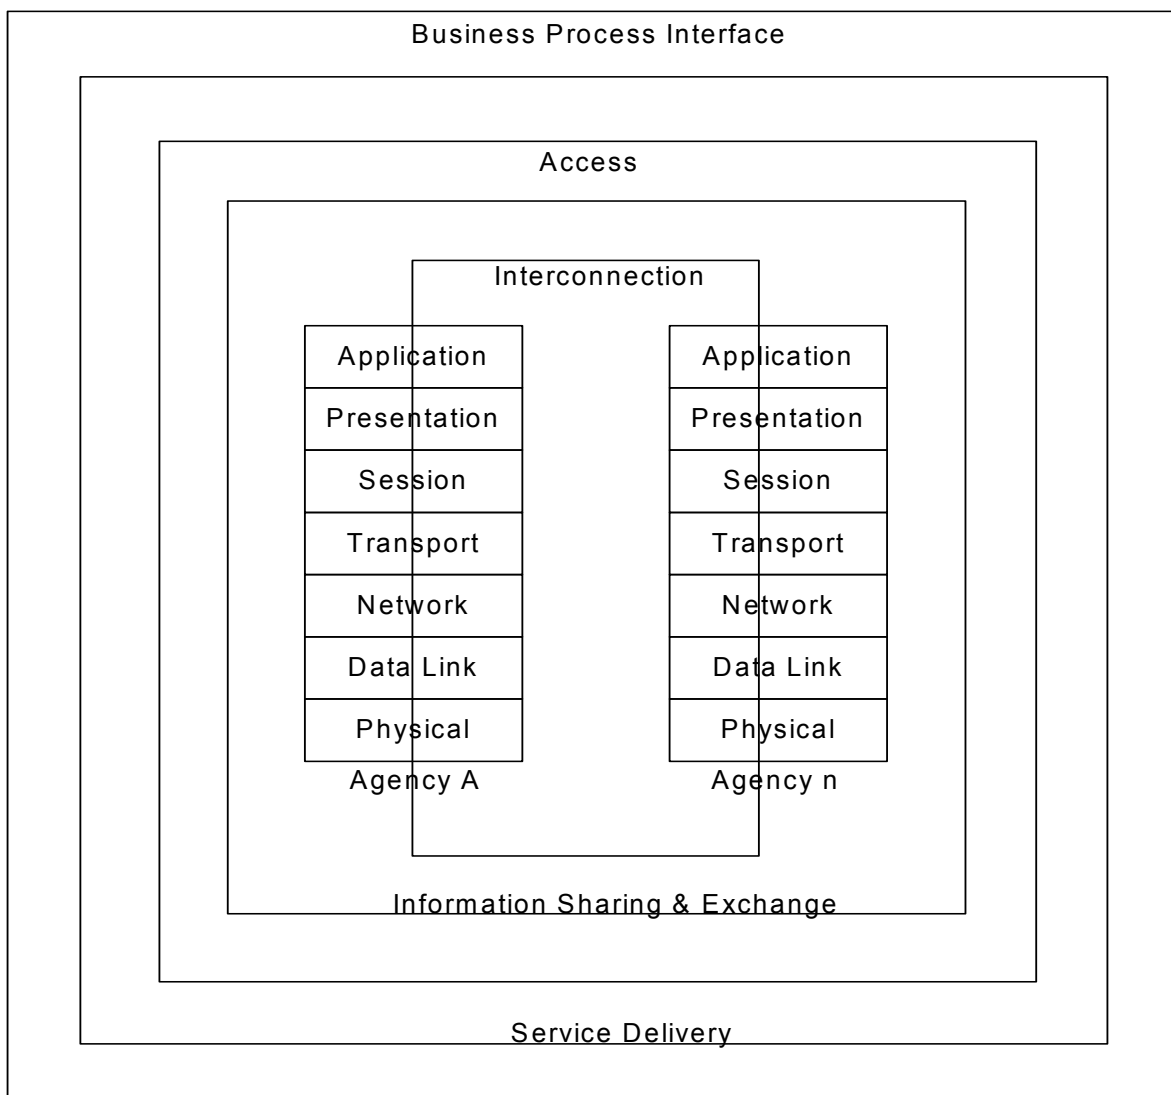 Business Process Interface
Access
Interconnection
Application Application
Presentation Presentation
Session Session
Transport Transport
Network Network
Data Link Data Link
Physical Physical
Agency A Agency n
Information Sharing & Exchange
Service Delivery